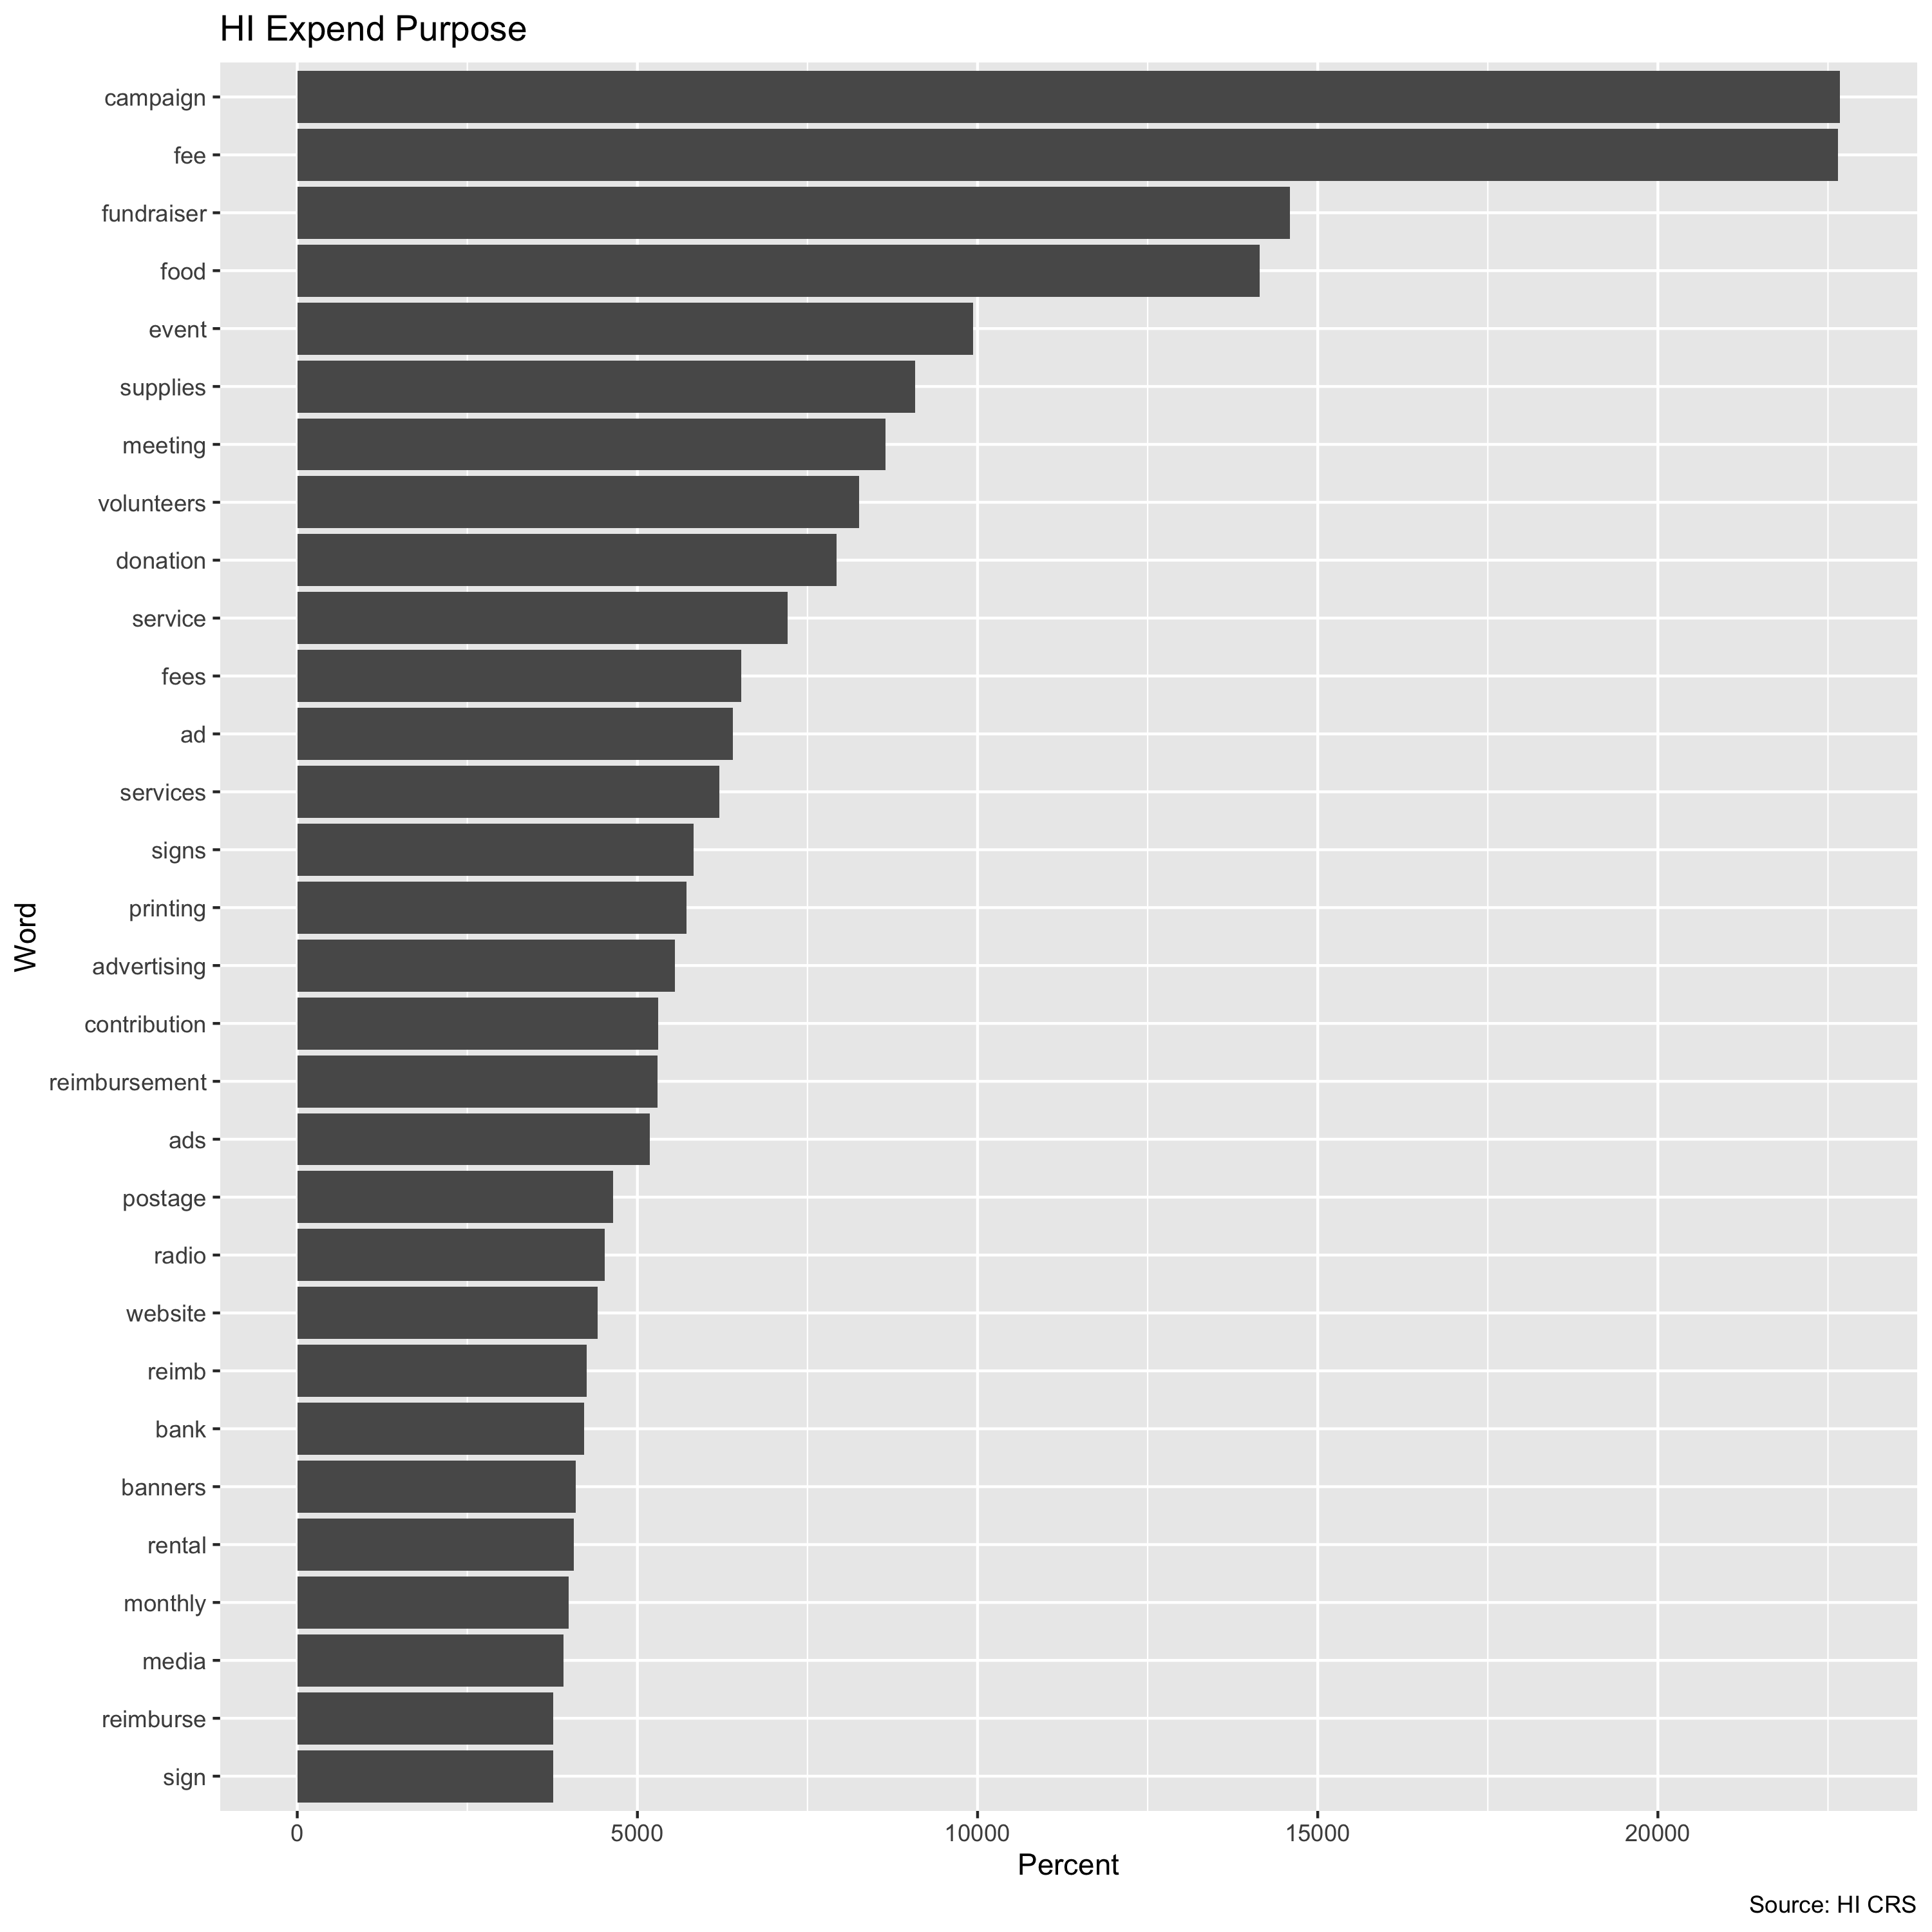 HI Expend Purpose
campaign
fee
fundraiser
food
event
supplies
meeting
volunteers
donation
service
fees
ad
services
signs
printing
advertising
contribution
reimbursement
ads
postage
radio
website
reimb
bank
banners
rental
monthly
media
reimburse
sign
Word
0 5000 10000 15000 20000
Percent
Source: HI CRS